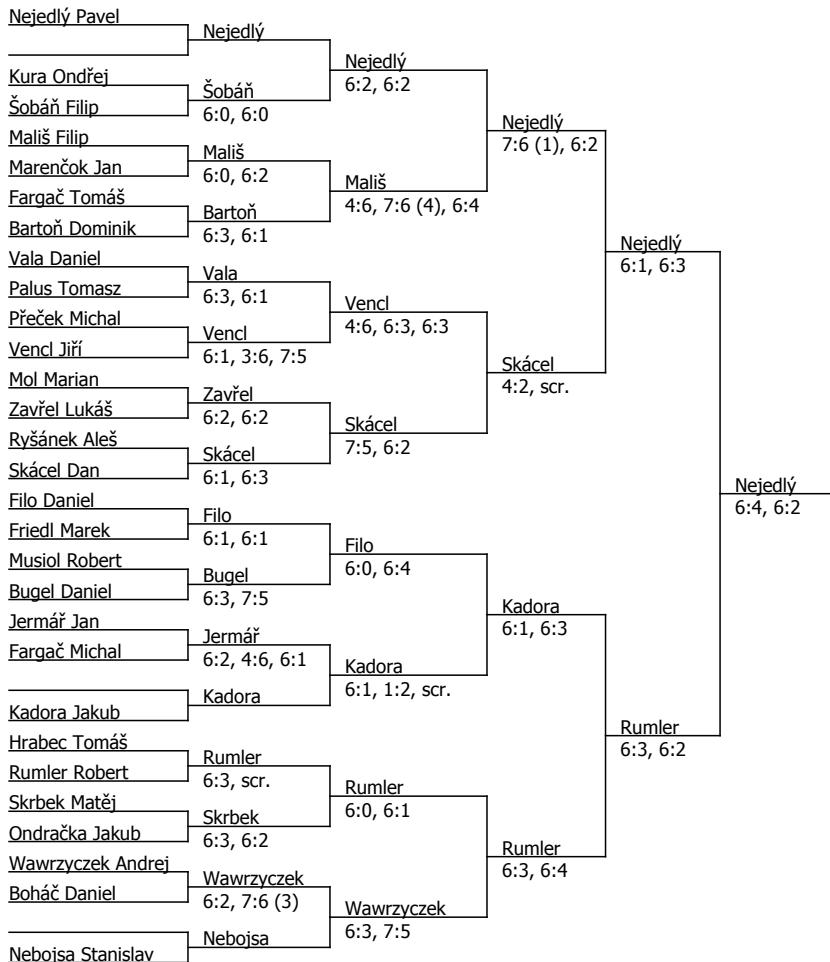 Nejedlý Pavel
Nejedlý
Nejedlý
6:2, 6:2
Kura Ondřej
Šobáň
6:0, 6:0
Šobáň Filip
Nejedlý
7:6 (1), 6:2
Mališ Filip
Mališ
6:0, 6:2
Marenčok Jan
Mališ
4:6, 7:6 (4), 6:4
Fargač Tomáš
Bartoň
6:3, 6:1
Bartoň Dominik
Nejedlý
6:1, 6:3
Vala Daniel
Vala
6:3, 6:1
Palus Tomasz
Vencl
4:6, 6:3, 6:3
Přeček Michal
Vencl
6:1, 3:6, 7:5
Vencl Jiří
Skácel
4:2, scr.
Mol Marian
Zavřel
6:2, 6:2
Zavřel Lukáš
Skácel
7:5, 6:2
Ryšánek Aleš
Skácel
6:1, 6:3
Skácel Dan
Nejedlý
6:4, 6:2
Filo Daniel
Filo
6:1, 6:1
Friedl Marek
Filo
6:0, 6:4
Musiol Robert
Bugel
6:3, 7:5
Bugel Daniel
Kadora
6:1, 6:3
Jermář Jan
Jermář
6:2, 4:6, 6:1
Fargač Michal
Kadora
6:1, 1:2, scr.
Kadora
Kadora Jakub
Rumler
6:3, 6:2
Hrabec Tomáš
Rumler
6:3, scr.
Rumler Robert
Rumler
6:0, 6:1
Skrbek Matěj
Skrbek
6:3, 6:2
Ondračka Jakub
Rumler
6:3, 6:4
Wawrzyczek Andrej
Wawrzyczek
6:2, 7:6 (3)
Boháč Daniel
Wawrzyczek
6:3, 7:5
Nebojsa
Nebojsa Stanislav